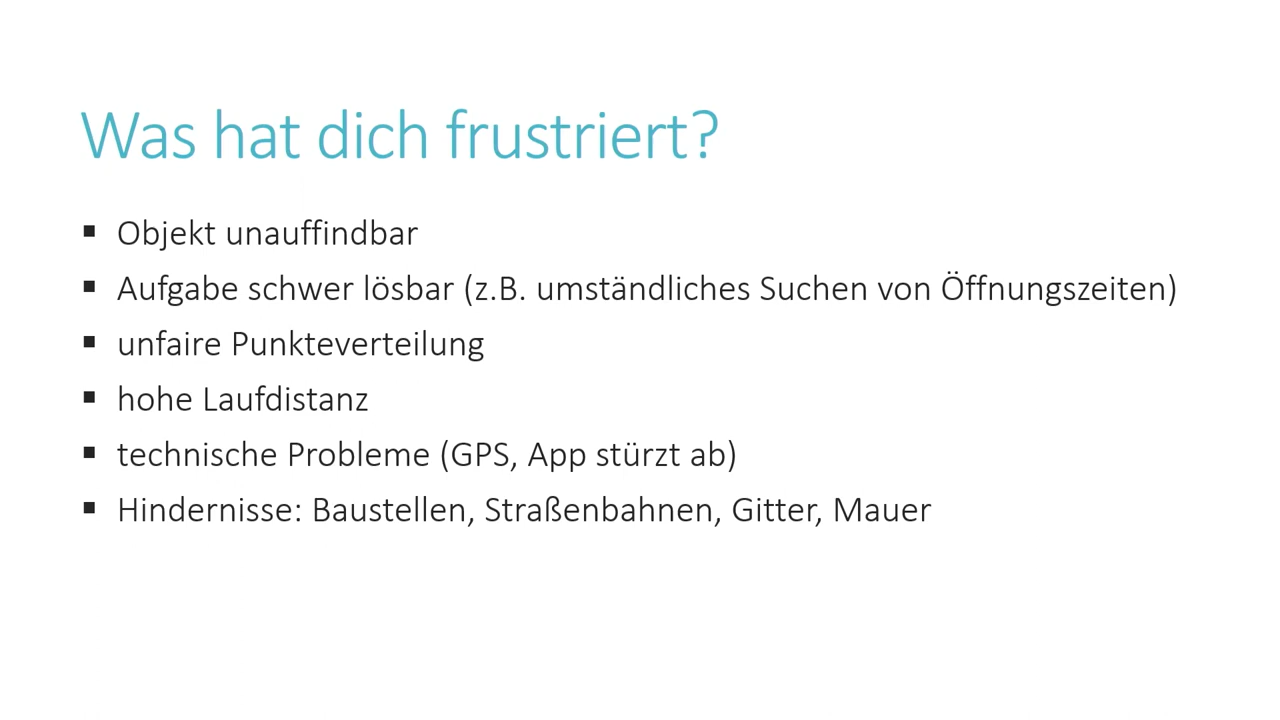 Was hat dich frustriert?
▪ Objekt unauffindbar
▪ Aufgabe schwer lösbar (z.B. umständliches Suchen von Öffnungszeiten)
▪ unfaire Punkteverteilung
▪ hohe Laufdistanz
▪ technische Probleme (GPS, App stürzt ab)
▪ Hindernisse: Baustellen, Straßenbahnen, Gitter, Mauer